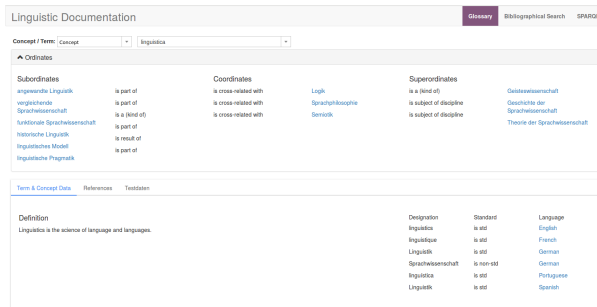 Linguistic Documentation
Glossary Bibliographical Search SPARQ
Concept / Term: Concept linguística
Ordinates
Subordinates Coordinates Superordinates
angewandte Linguistik is part of is cross-related with Logik is a (kind of) Geisteswissenschaft
vergleichende Sprachwissenschaft is part of is cross-related with Sprachphilosophie is subject of discipline Geschichte der Sprachwissenschaft
funktionale Sprachwissenschaft is a (kind of) is cross-related with Semiotik is subject of discipline Theorie der Sprachwissenschaft
historische Linguistik is part of
linguistisches Modell is result of
linguistische Pragmatik is part of
Term & Concept Data References Testdaten
Definition
Linguistics is the science of language and languages.
Designation Standard Language
linguistics is std English
linguistique is std French
Linguistik is std German
Sprachwissenschaft is non-std German
linguística is std Portuguese
Linguistik is std Spanish